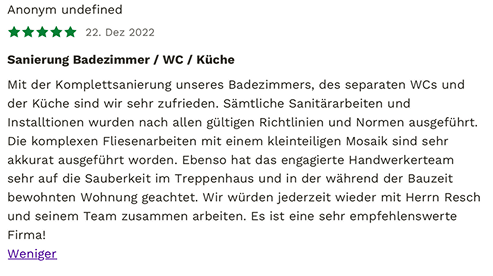 Anonym undefined
22. Dez 2022
Sanierung Badezimmer / WC / Küche
Mit der Komplettsanierung unseres Badezimmers, des separaten WCs und
der Küche sind wir sehr zufrieden. Sämtliche Sanitärarbeiten und
Installtionen wurden nach allen gültigen Richtlinien und Normen ausgeführt.
Die komplexen Fliesenarbeiten mit einem kleinteiligen Mosaik sind sehr
akkurat ausgeführt worden. Ebenso hat das engagierte Handwerkerteam
sehr auf die Sauberkeit im Treppenhaus und in der während der Bauzeit
bewohnten Wohnung geachtet. Wir würden jederzeit wieder mit Herrn Resch
und seinem Team zusammen arbeiten. Es ist eine sehr empfehlenswerte
Firma!
Weniger